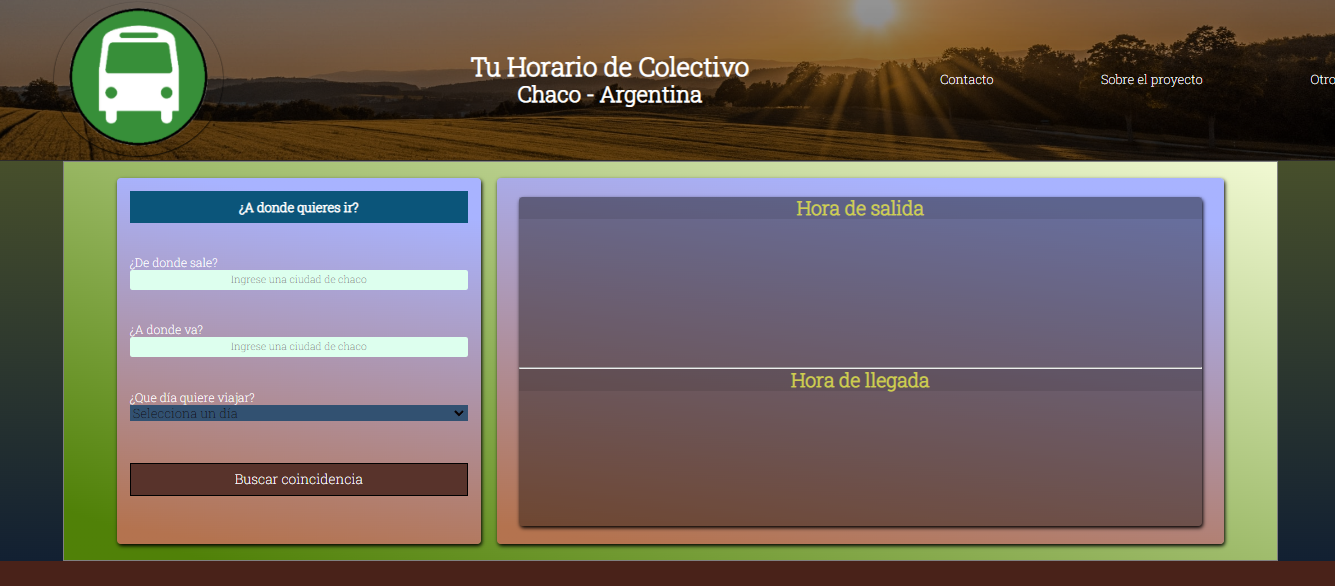 Tu Horario de Colectivo
Chaco - Argentina
Contacto
Sobre el proyecto
¿A donde quieres ir?
¿De donde sale?
Ingrese una ciudad de chaco
¿A donde va?
Ingrese una ciudad de chaco
¿Que día quiere viajar?
Selecciona un día
Buscar coincidencia
Hora de salida
Hora de llegada